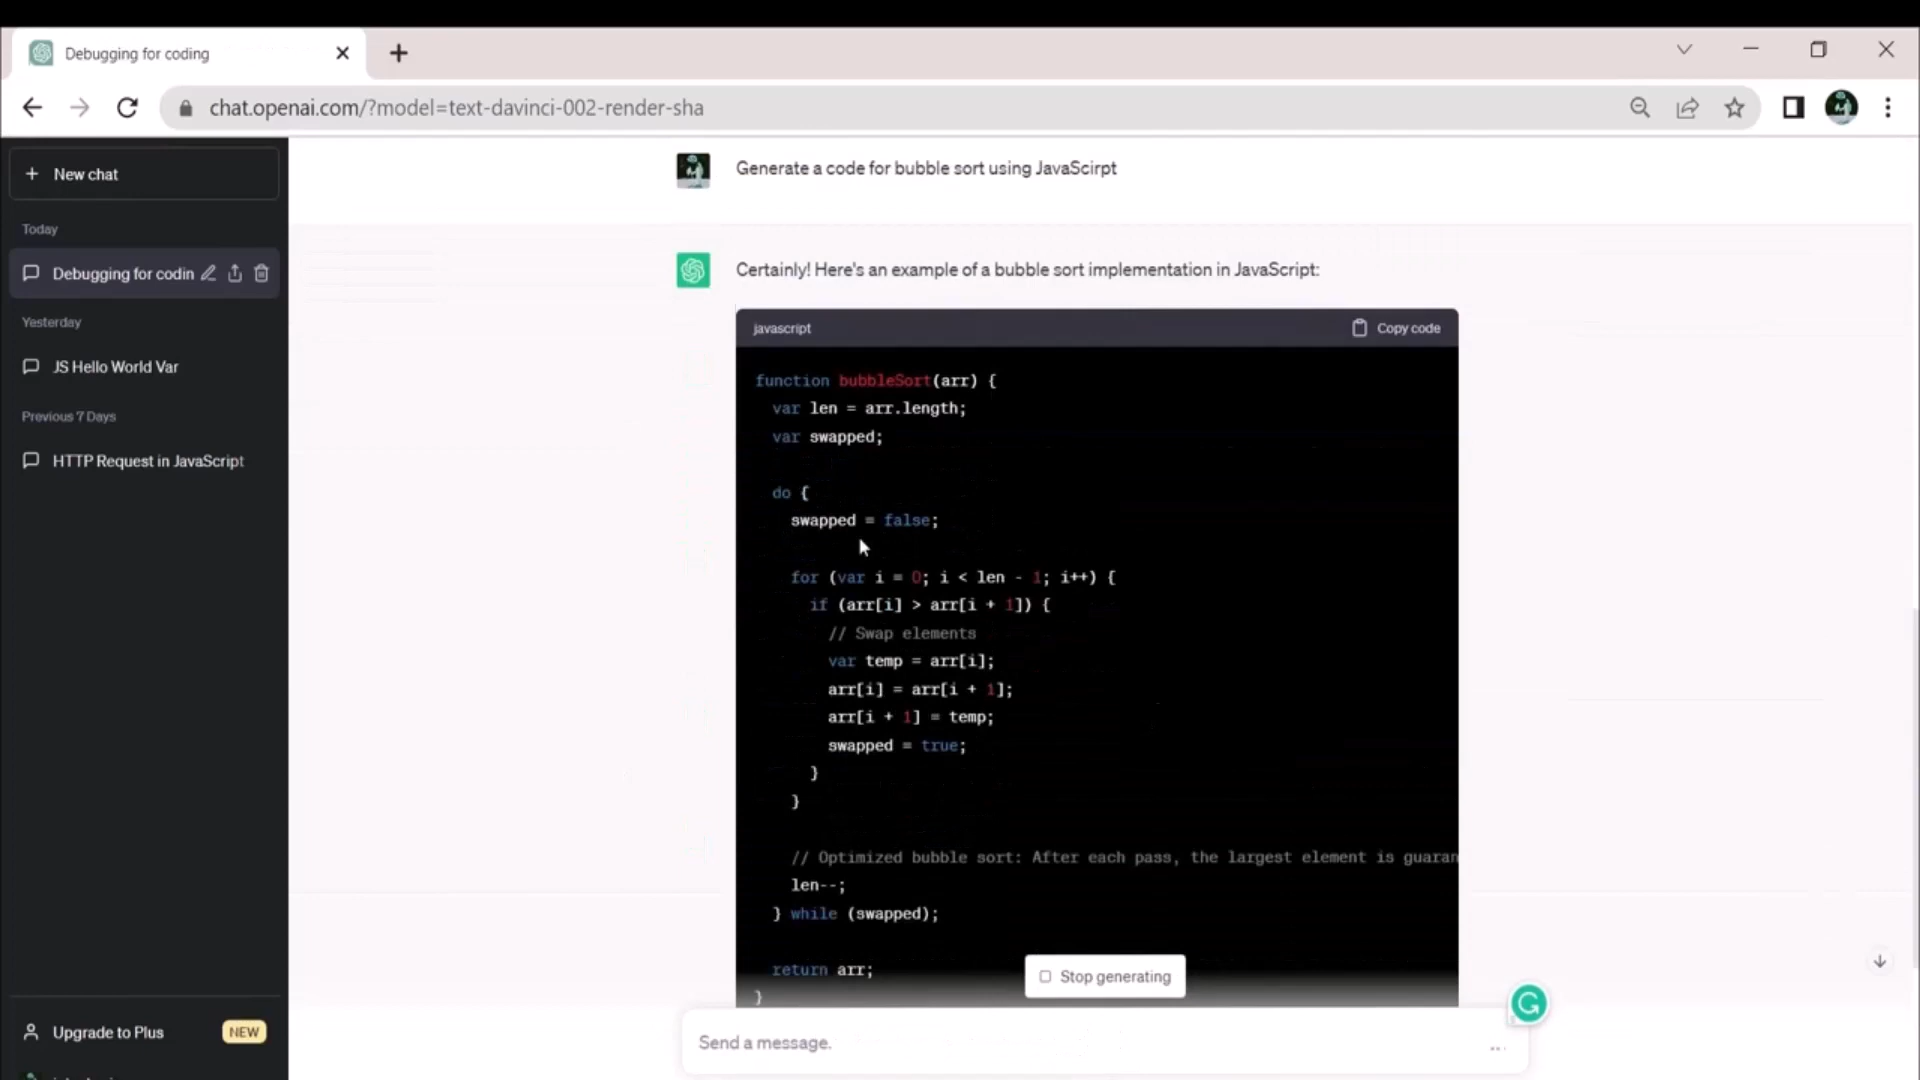 Debugging for coding
chat.openai.com/?model=text-davinci-002-render-sha
New chat
Today
Debugging for codin
Yesterday
JS Hello World Var
Previous 7 Days
HTTP Request in JavaScript
Upgrade to Plus NEW
Generate a code for bubble sort using JavaScirpt
Certainly! Here's an example of a bubble sort implementation in JavaScript:
javascript Copy code
function bubbleSort(arr) {
var len = arr.length;
var swapped;
do {
swapped = false;
for (var i = 0; i < len - 1; i++) {
if (arr[i] > arr[i + 1]) {
// Swap elements
var temp = arr[i];
arr[i] = arr[i + 1];
arr[i + 1] = temp;
swapped = true;
}
}
// Optimized bubble sort: After each pass, the largest element is guaran
len--;
} while (swapped);
return arr;
}
Stop generating
Send a message.